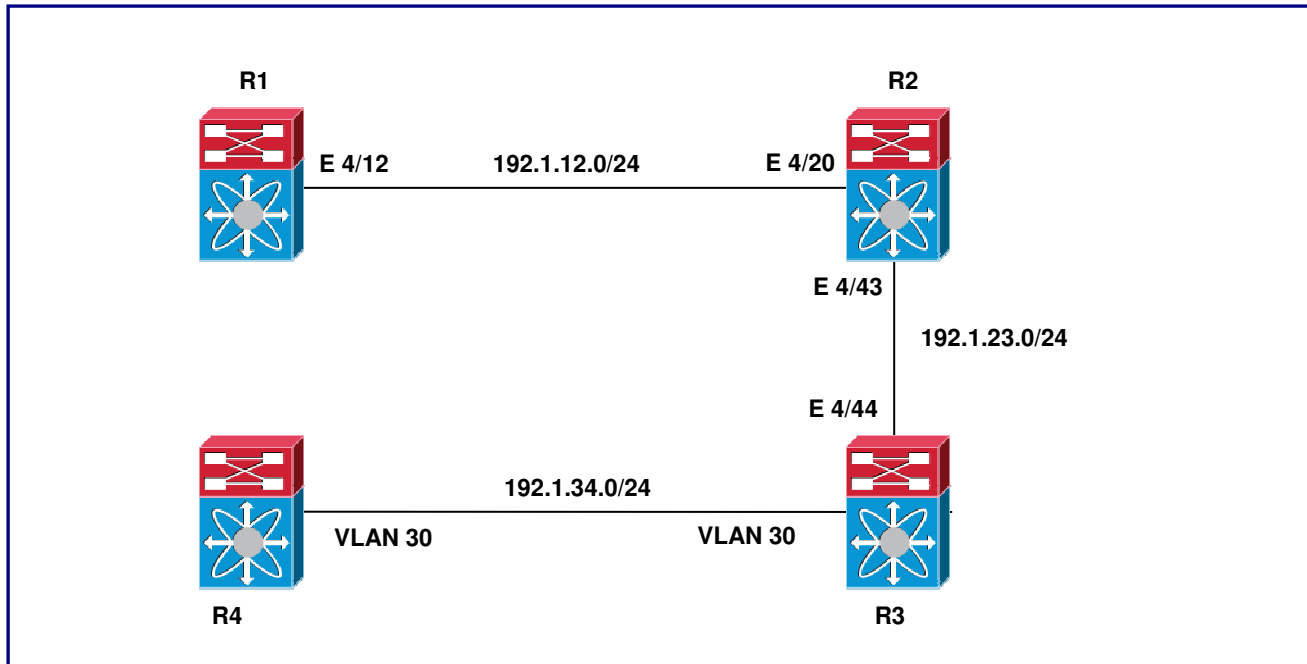 R1
R2
E 4/12
192.1.12.0/24
E 4/20
E 4/43
192.1.23.0/24
E 4/44
192.1.34.0/24
VLAN 30
VLAN 30
R4
R3